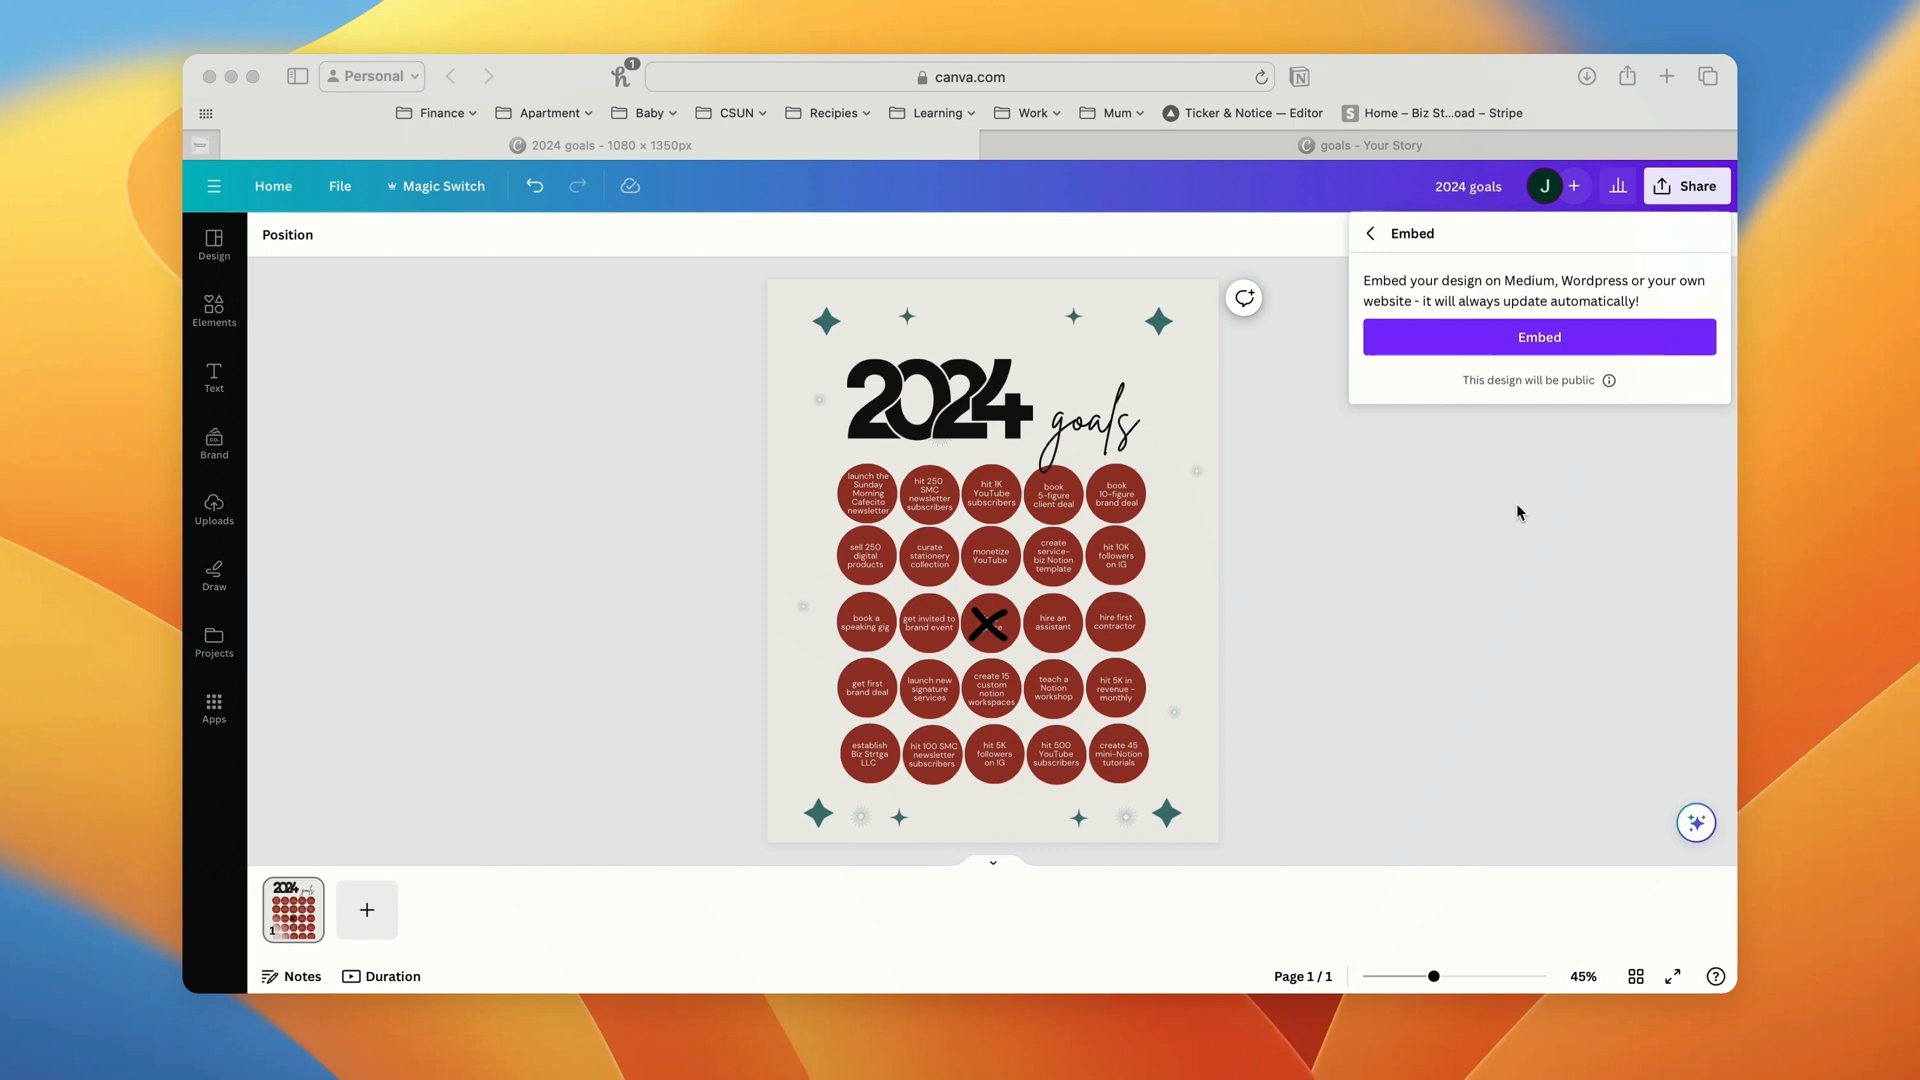 1
Personal
canva.com
Finance
Apartment
Baby
CSUN
Recipies
Learning
Work
Mum
Ticker & Notice — Editor
S
Home – Biz St...oad – Stripe
C
2024 goals - 1080 × 1350px
C
goals - Your Story
Home
File
Magic Switch
2024 goals
J
Share
Design
Elements
Text
CO.
Brand
Uploads
Draw
Projects
Apps
Position
Embed
Embed your design on Medium, Wordpress or your own
website - it will always update automatically!
Embed
This design will be public
2024 goals
launch the
Sunday
Morning
Cafecito
newsletter
hit 250
SMC
newsletter
subscribers
hit 1K
YouTube
subscribers
book
5-figure
client deal
book
10-figure
brand deal
sell 250
digital
products
curate
stationery
collection
monetize
YouTube
create
service-
biz Notion
template
hit 10K
followers
on IG
book a
speaking gig
get invited to
brand event
hire an
assistant
hire first
contractor
get first
brand deal
launch new
signature
services
create 15
custom
notion
workspaces
teach a
Notion
workshop
hit 5K in
revenue -
monthly
establish
Biz Strtga
LLC
hit 100 SMC
newsletter
subscribers
hit 5K
followers
on IG
hit 500
YouTube
subscribers
create 45
mini-Notion
tutorials
2024 goals
1
Notes
Duration
Page 1 / 1
45%